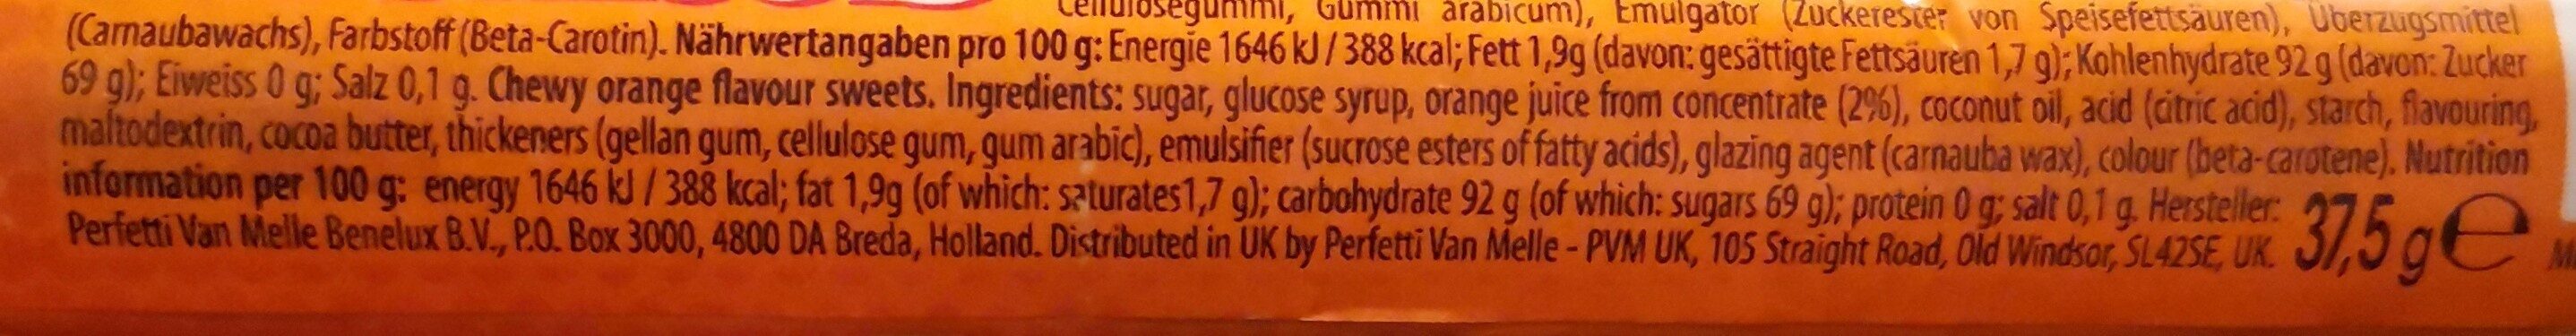 Cellulosegummi, Gummi arabicum), Emulgator (Zuckerester von Speisefettsäuren), Überzugsmittel
(Carnaubawachs), Farbstoff (Beta-Carotin). Nährwertangaben pro 100 g: Energie 1646 kJ / 388 kcal; Fett 1,9g (davon: gesättigte Fettsäuren 1,7 g); Kohlenhydrate 92 g (davon: Zucker
69 g); Eiweiss 0 g; Salz 0,1 g. Chewy orange flavour sweets. Ingredients: sugar, glucose syrup, orange juice from concentrate (2%), coconut oil, acid (citric acid), starch, flavouring,
maltodextrin, cocoa butter, thickeners (gellan gum, cellulose gum, gum arabic), emulsifier (sucrose esters of fatty acids), glazing agent (carnauba wax), colour (beta-carotene). Nutrition
information per 100 g: energy 1646 kJ / 388 kcal; fat 1,9g (of which: saturates1,7 g); carbohydrate 92 g (of which: sugars 69 g); protein 0 g; salt 0,1 g. Hersteller:
Perfetti Van Melle Benelux B.V., P.O. Box 3000, 4800 DA Breda, Holland. Distributed in UK by Perfetti Van Melle - PVM UK, 105 Straight Road, Old Windsor, SL42SE, UK.
37,5 g e